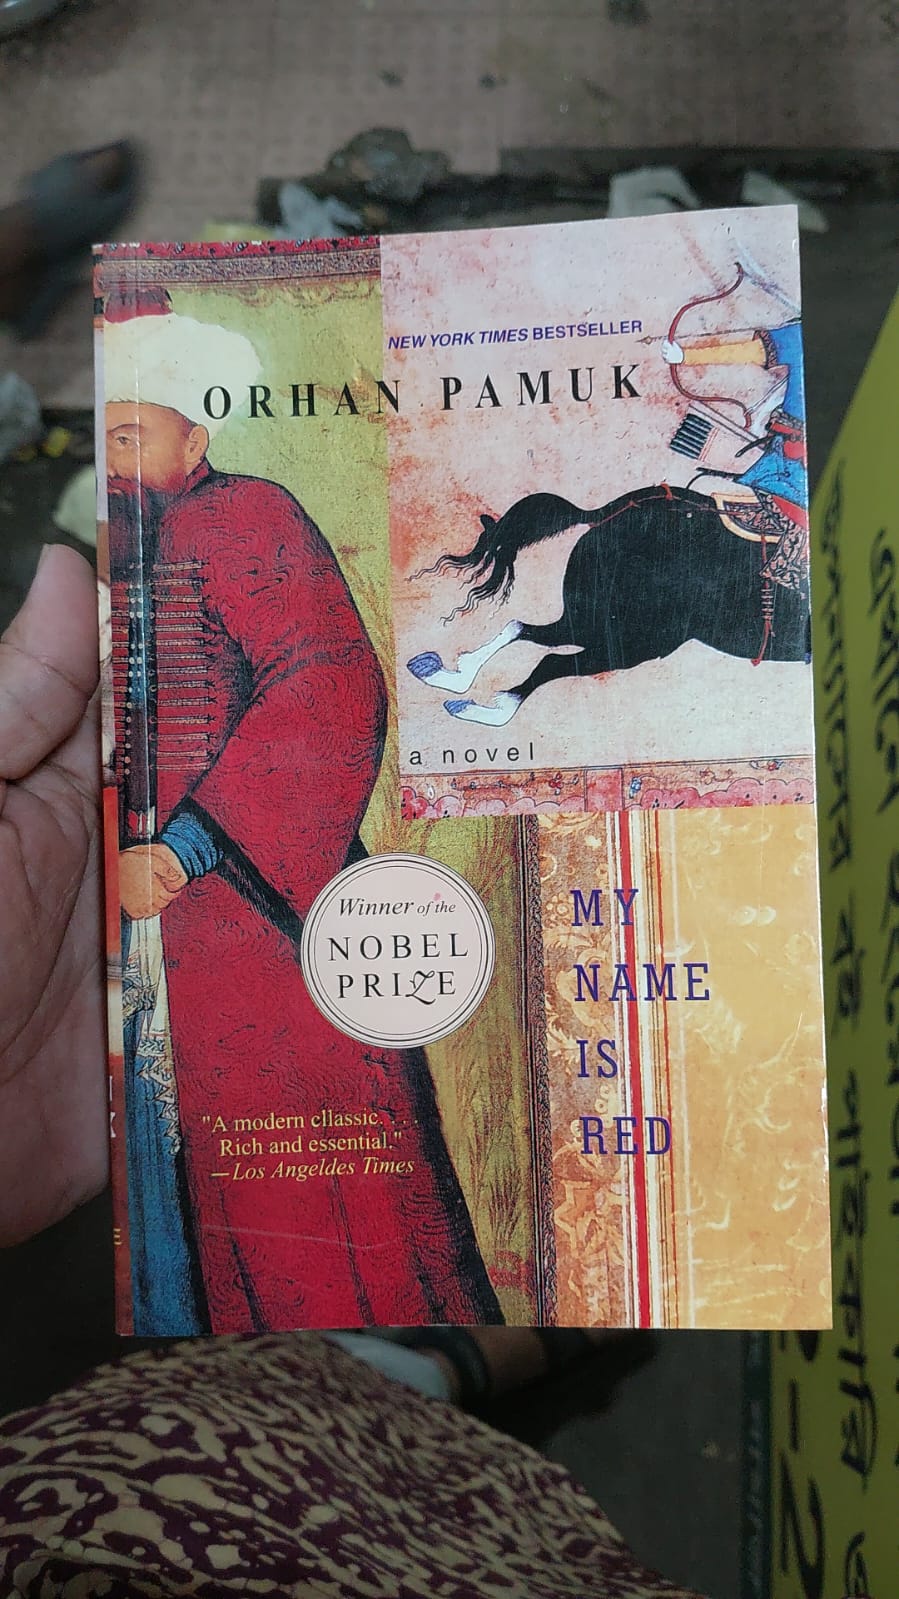 NEW YORK TIMES BESTSELLER
ORHAN PAMUK
a novel
Winner of the
NOBEL
PRIZE
MY
NAME
IS
RED
"A modern cllassic. . . .
Rich and essential."
—Los Angeldes Times